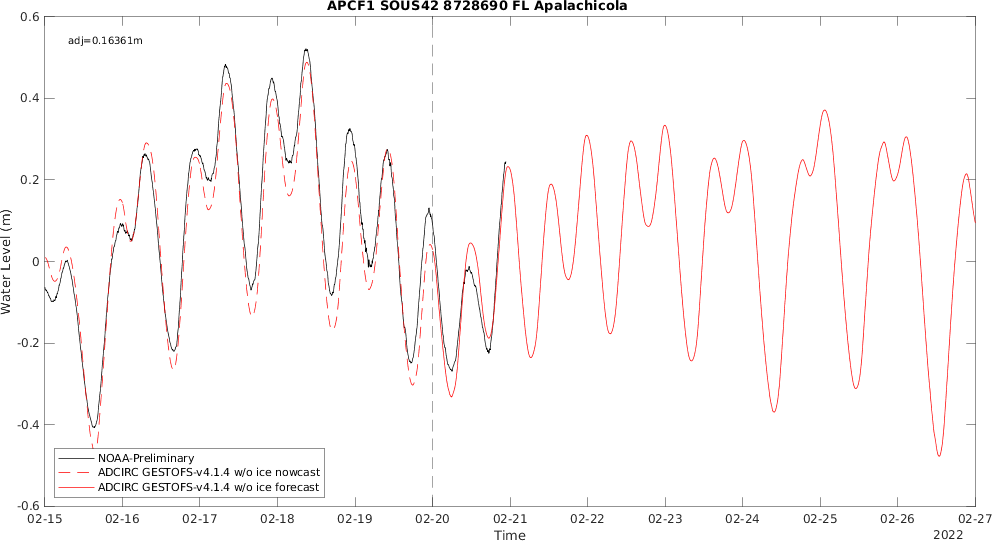 APCF1 SOUS42 8728690 FL Apalachicola
adj=0.16361m
0.6
0.4
0.2
0
-0.2
-0.4
-0.6
Water Level (m)
NOAA-Preliminary
ADCIRC GESTOFS-v4.1.4 w/o ice nowcast
ADCIRC GESTOFS-v4.1.4 w/o ice forecast
02-15 02-16 02-17 02-18 02-19 02-20 02-21 02-22 02-23 02-24 02-25 02-26 02-27
Time
2022